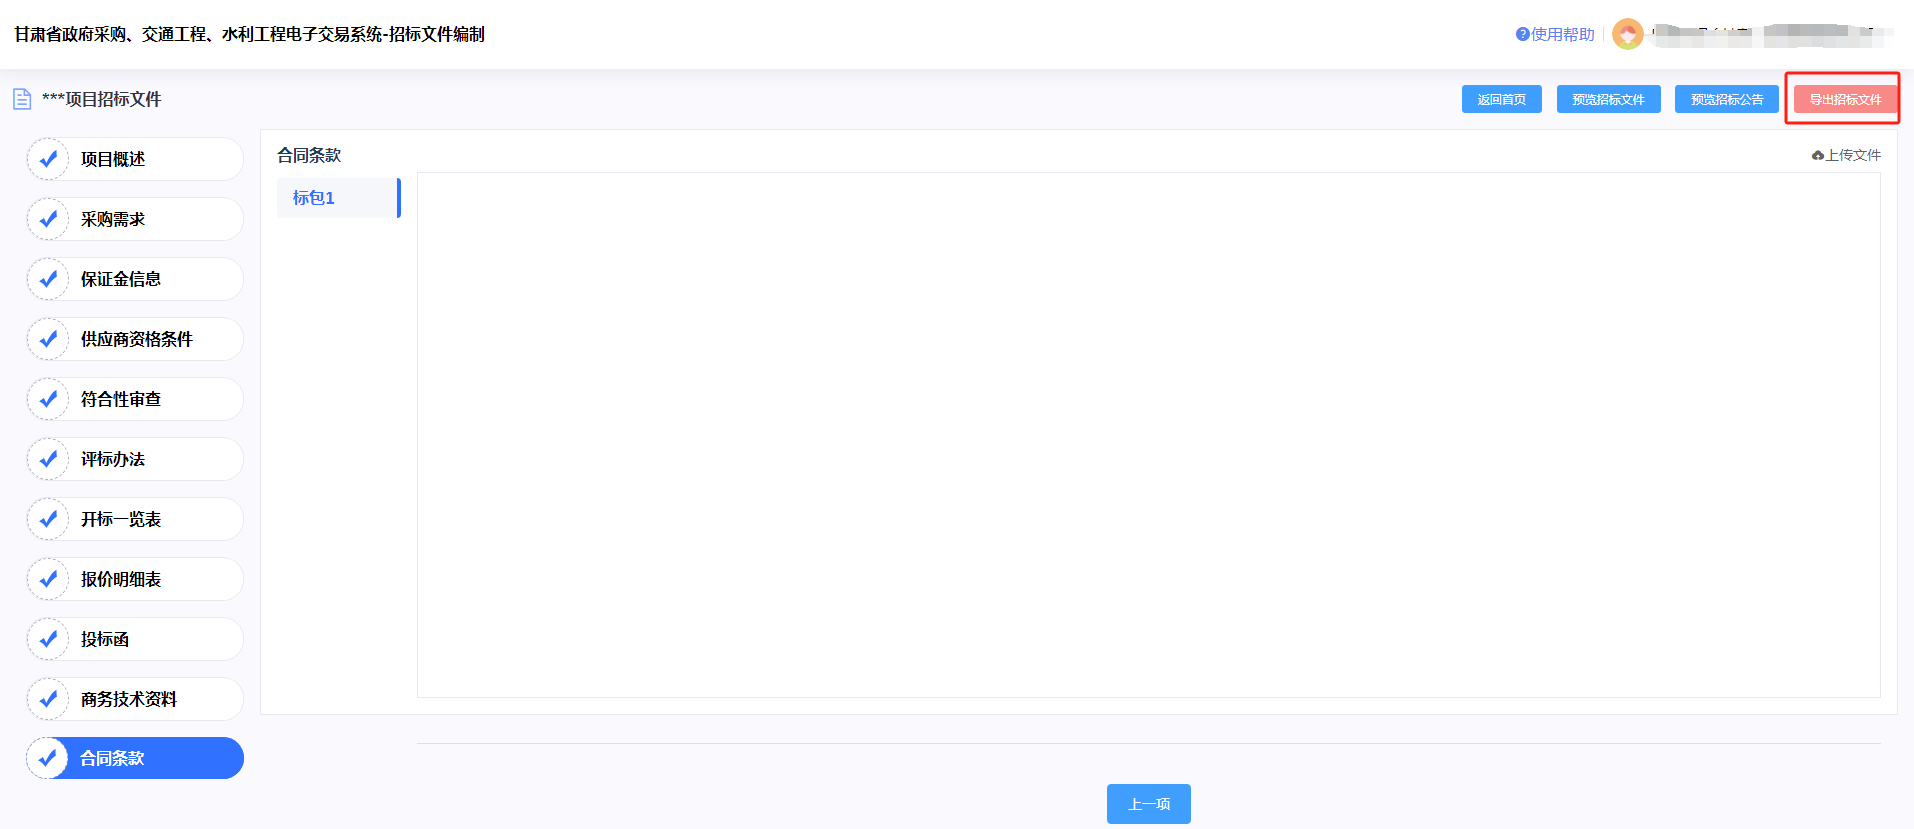 甘肃省政府采购、交通工程、水利工程电子交易系统-招标文件编制
使用帮助
***项目招标文件
返回首页
预览招标文件
预览招标公告
导出招标文件
项目概述
采购需求
保证金信息
供应商资格条件
符合性审查
评标办法
开标一览表
报价明细表
投标函
商务技术资料
合同条款
合同条款
上传文件
标包1
上一项